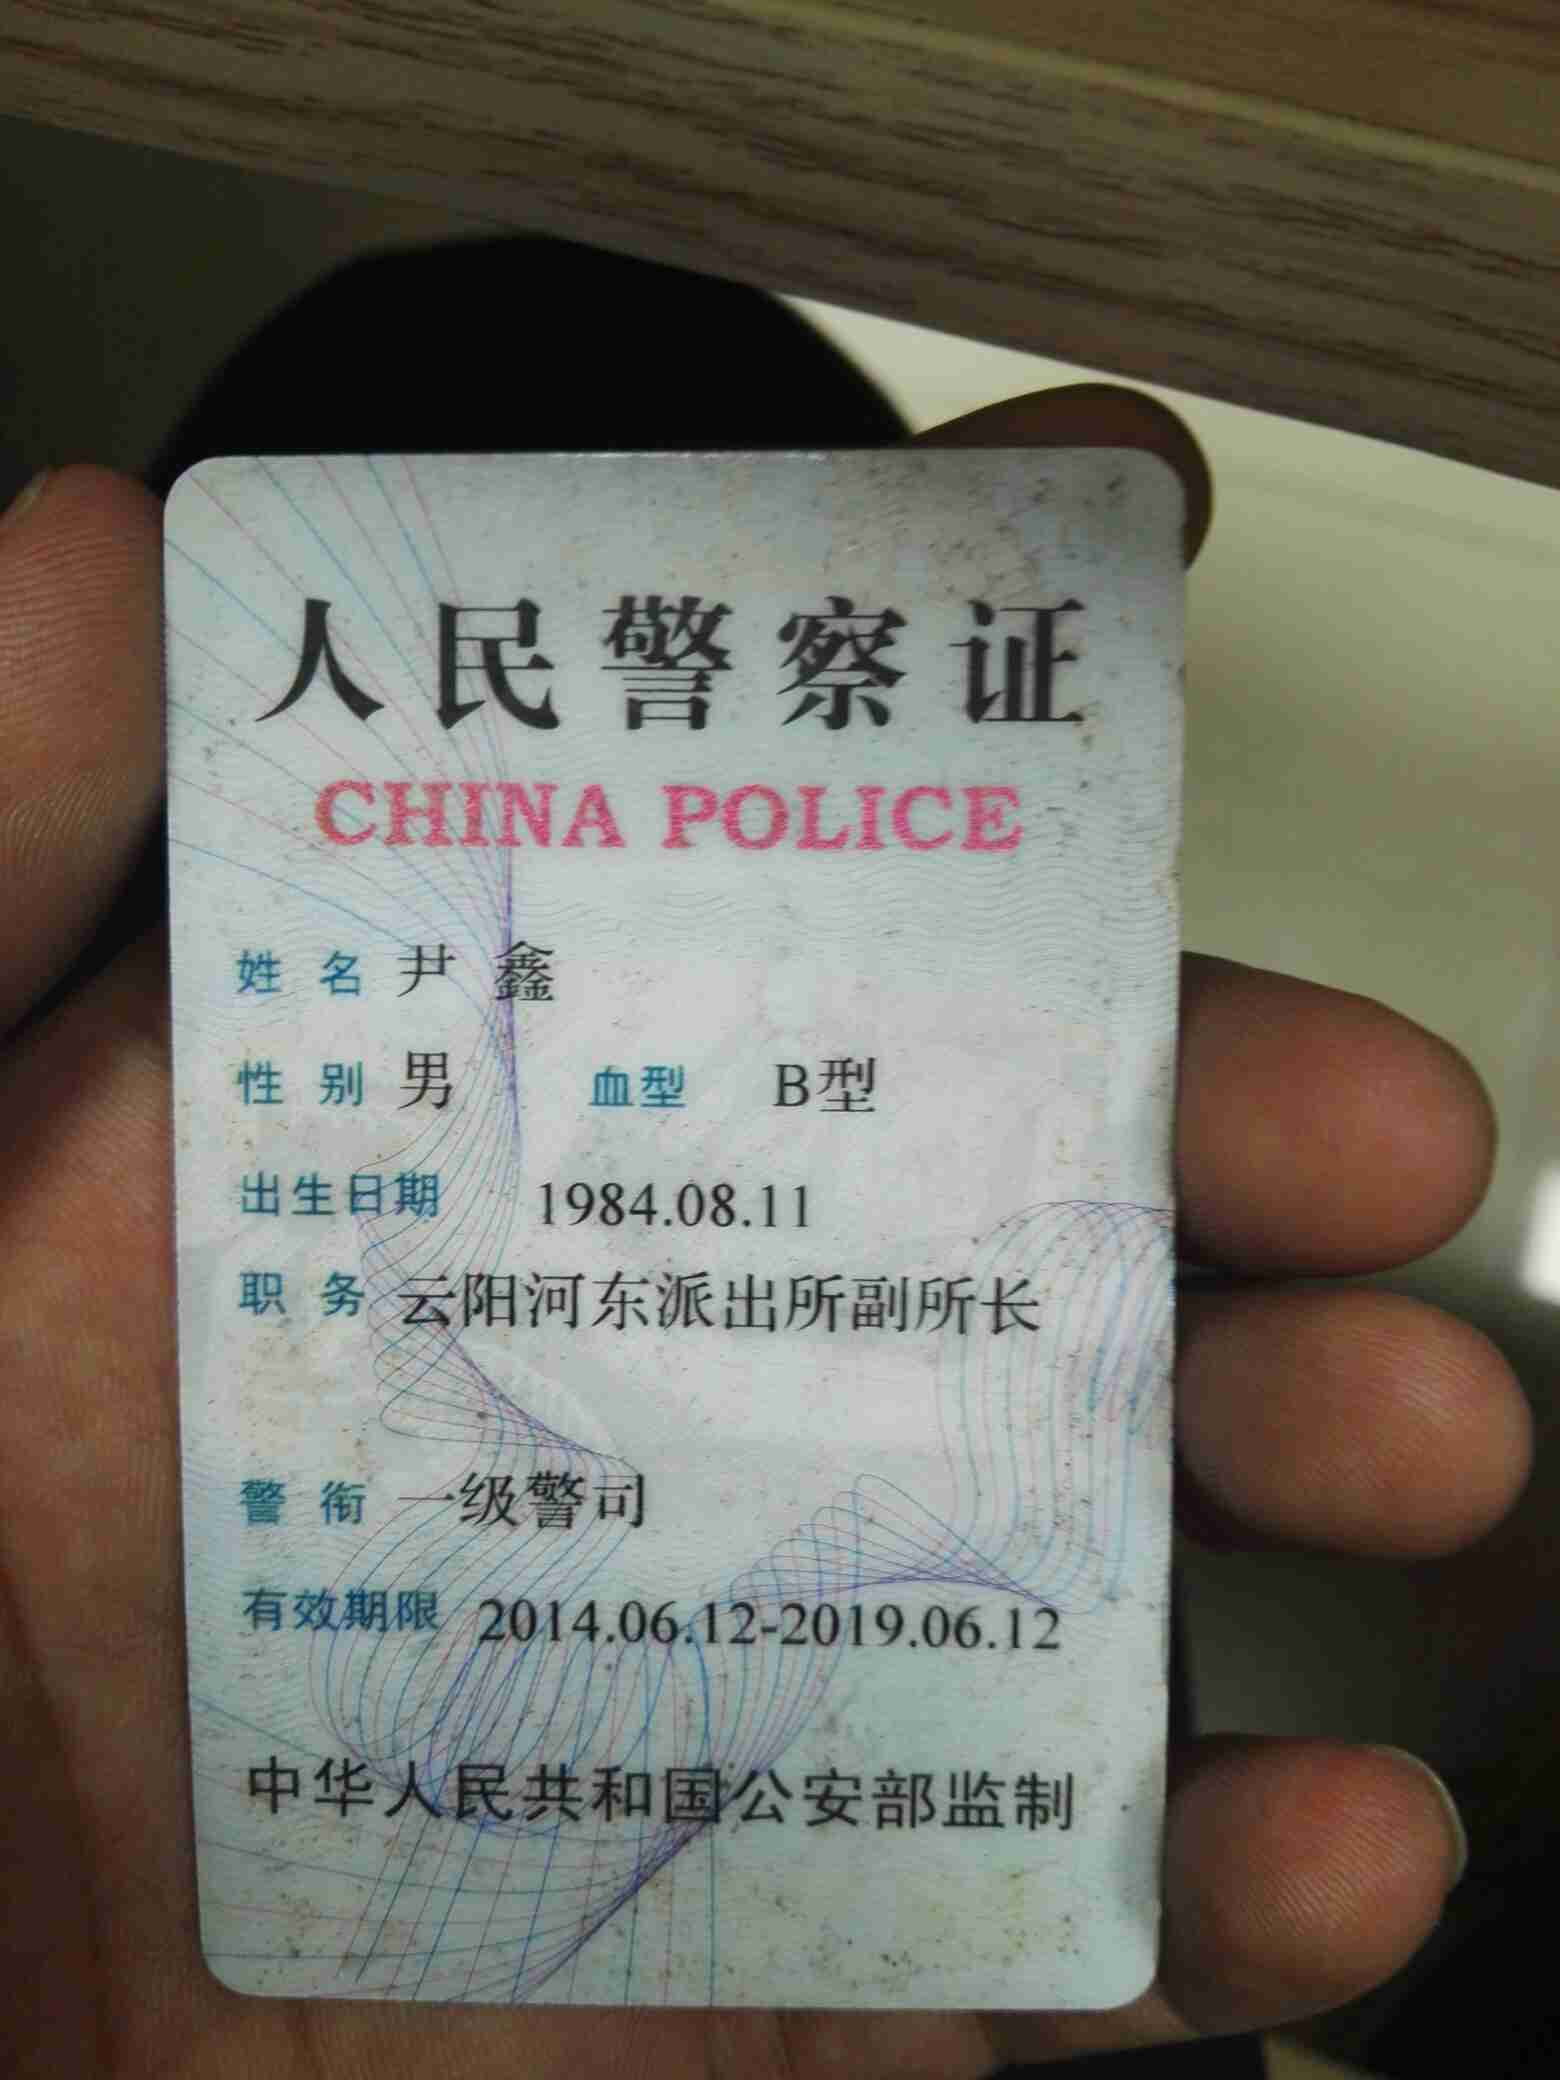 人民警察证
CHINA POLICE
姓 名 尹 鑫
性 别 男 血型 B型
出生日期 1984.08.11
职 务 云阳河东派出所副所长
警 衔 一级警司
有效期限 2014.06.12-2019.06.12
中华人民共和国公安部监制